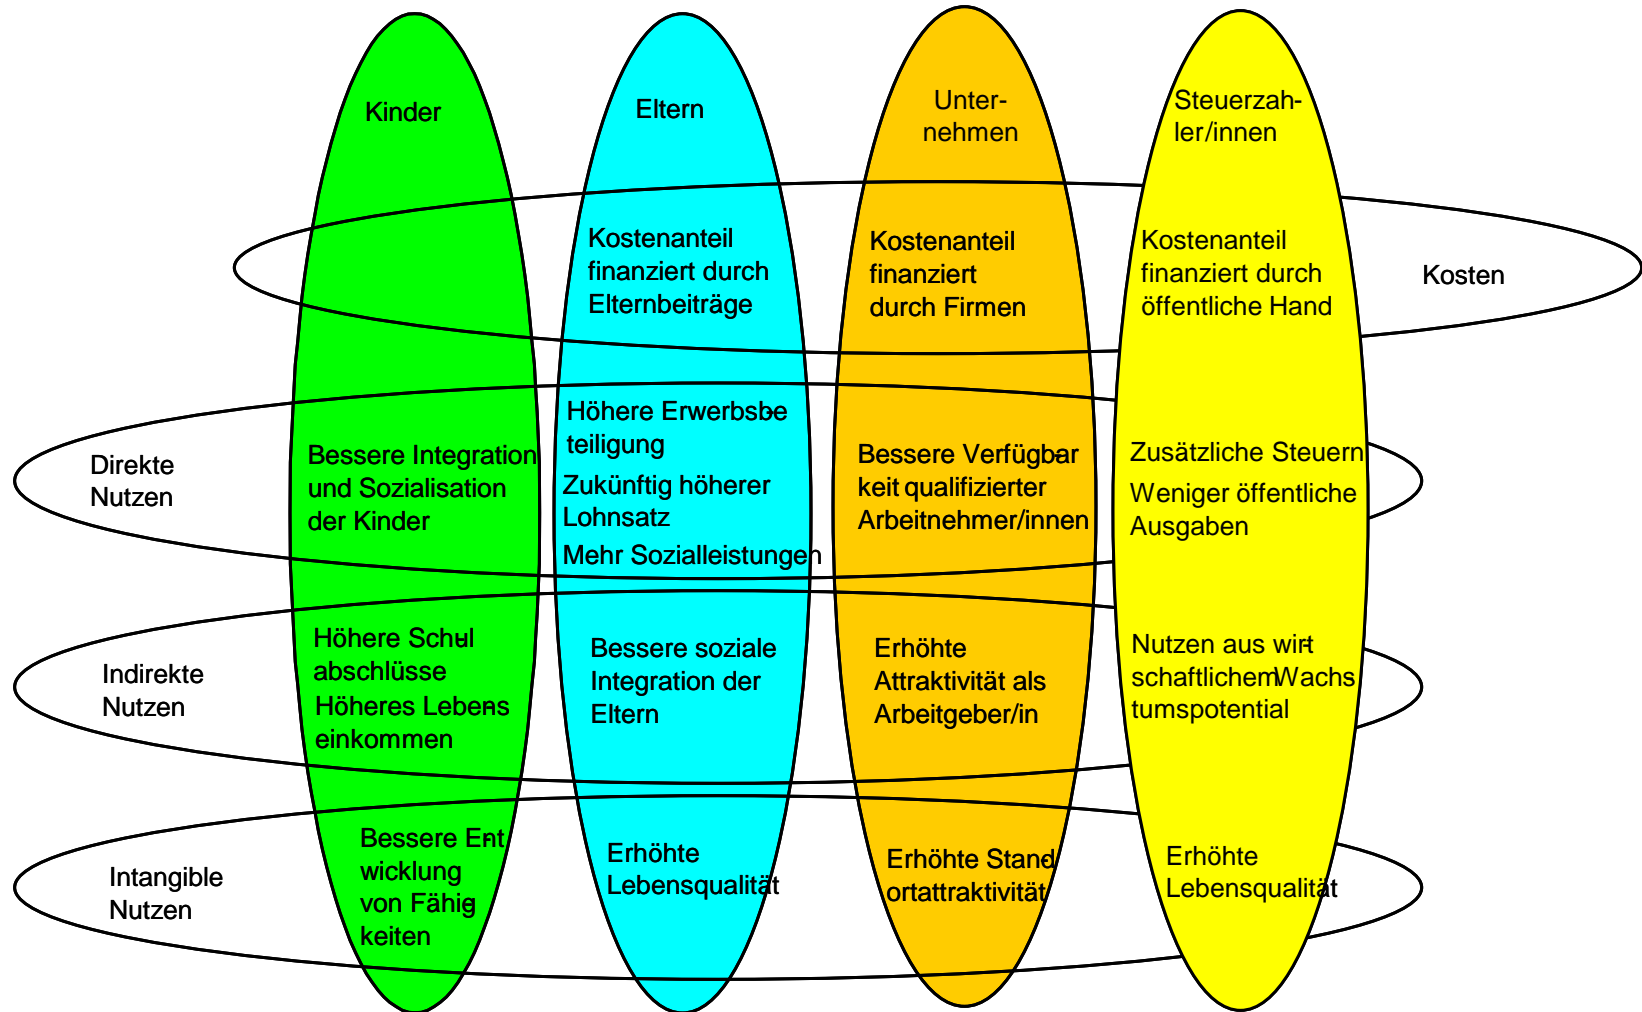 Kinder
Eltern
Unter-
nehmen
Steuerzah-
ler/innen
Kostenanteil
finanziert durch
Elternbeiträge
Kostenanteil
finanziert
durch Firmen
Kostenanteil
finanziert durch
öffentliche Hand
Kosten
Direkte
Nutzen
Bessere Integration
und Sozialisation
der Kinder
Höhere Erwerbsbe-
teiligung
Zukünftig höherer
Lohnsatz
Mehr Sozialleistungen
Bessere Verfügbar-
keit qualifizierter
Arbeitnehmer/innen
Zusätzliche Steuern
Weniger öffentliche
Ausgaben
Indirekte
Nutzen
Höhere Schul-
abschlüsse
Höheres Lebens-
einkommen
Bessere soziale
Integration der
Eltern
Erhöhte
Attraktivität als
Arbeitgeber/in
Nutzen aus wirt-
schaftlichem Wachs-
tumspotential
Intangible
Nutzen
Bessere Ent-
wicklung
von Fähig-
keiten
Erhöhte
Lebensqualität
Erhöhte Stand-
ortattraktivität
Erhöhte
Lebensqualität